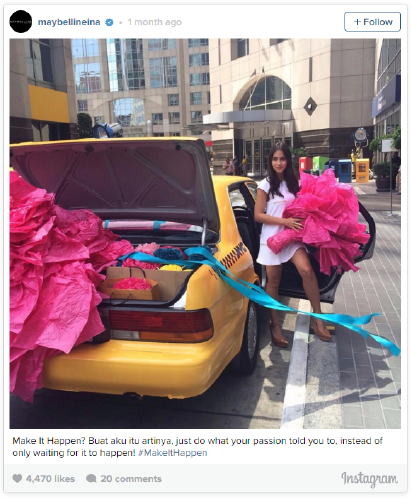 maybellineina • 1 month ago
+ Follow
NYC
Make It Happen? Buat aku itu artinya, just do what your passion told you to, instead of
only waiting for it to happen! #MakeItHappen
4,470 likes 20 comments
Instagram